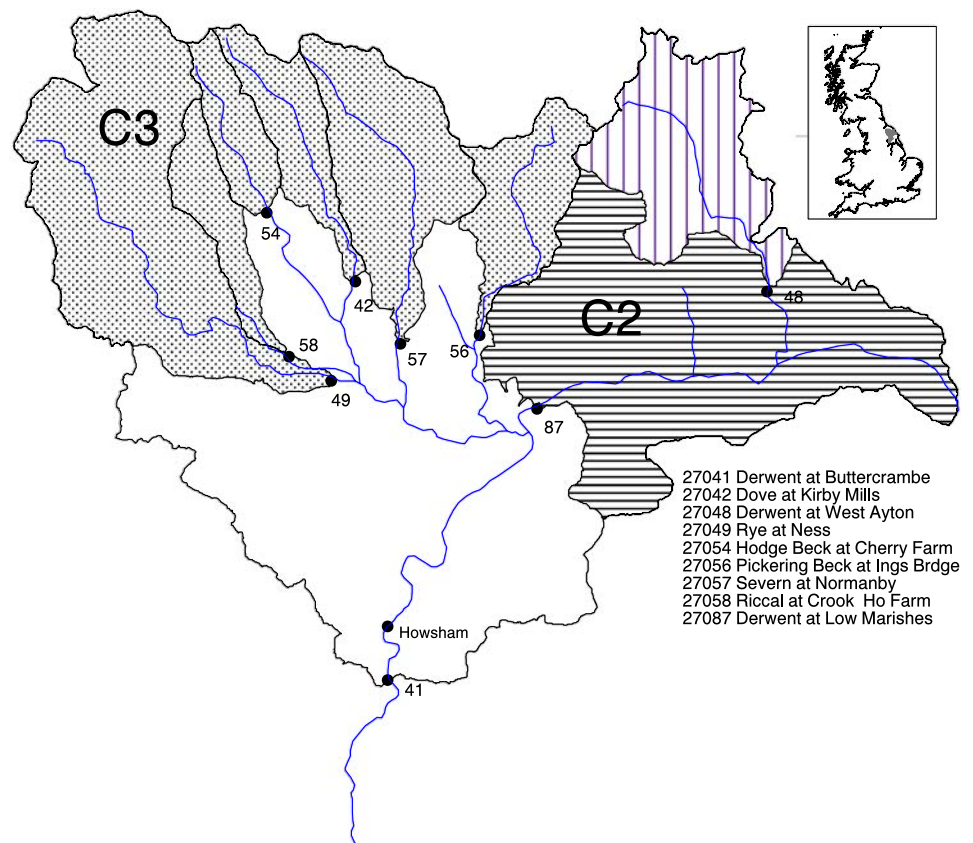 C3
54
42
48
C2
58
57
56
49
87
27041 Derwent at Buttercrambe
27042 Dove at Kirby Mills
27048 Derwent at West Ayton
27049 Rye at Ness
27054 Hodge Beck at Cherry Farm
27056 Pickering Beck at Ings Brdge
27057 Severn at Normanby
27058 Riccal at Crook Ho Farm
27087 Derwent at Low Marishes
Howsham
41